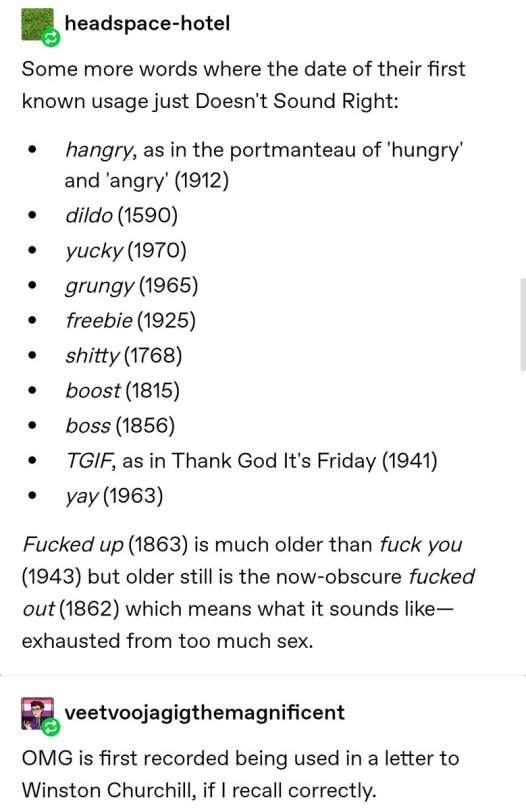 headspace-hotel
Some more words where the date of their first
known usage just Doesn't Sound Right:
• hangry, as in the portmanteau of 'hungry'
and 'angry' (1912)
• dildo (1590)
• yucky (1970)
• grungy (1965)
• freebie (1925)
• shitty (1768)
• boost (1815)
• boss (1856)
• TGIF, as in Thank God It's Friday (1941)
• yay (1963)
Fucked up (1863) is much older than fuck you
(1943) but older still is the now-obscure fucked
out (1862) which means what it sounds like—
exhausted from too much sex.
veetvoojagigthemagnificent
OMG is first recorded being used in a letter to
Winston Churchill, if I recall correctly.